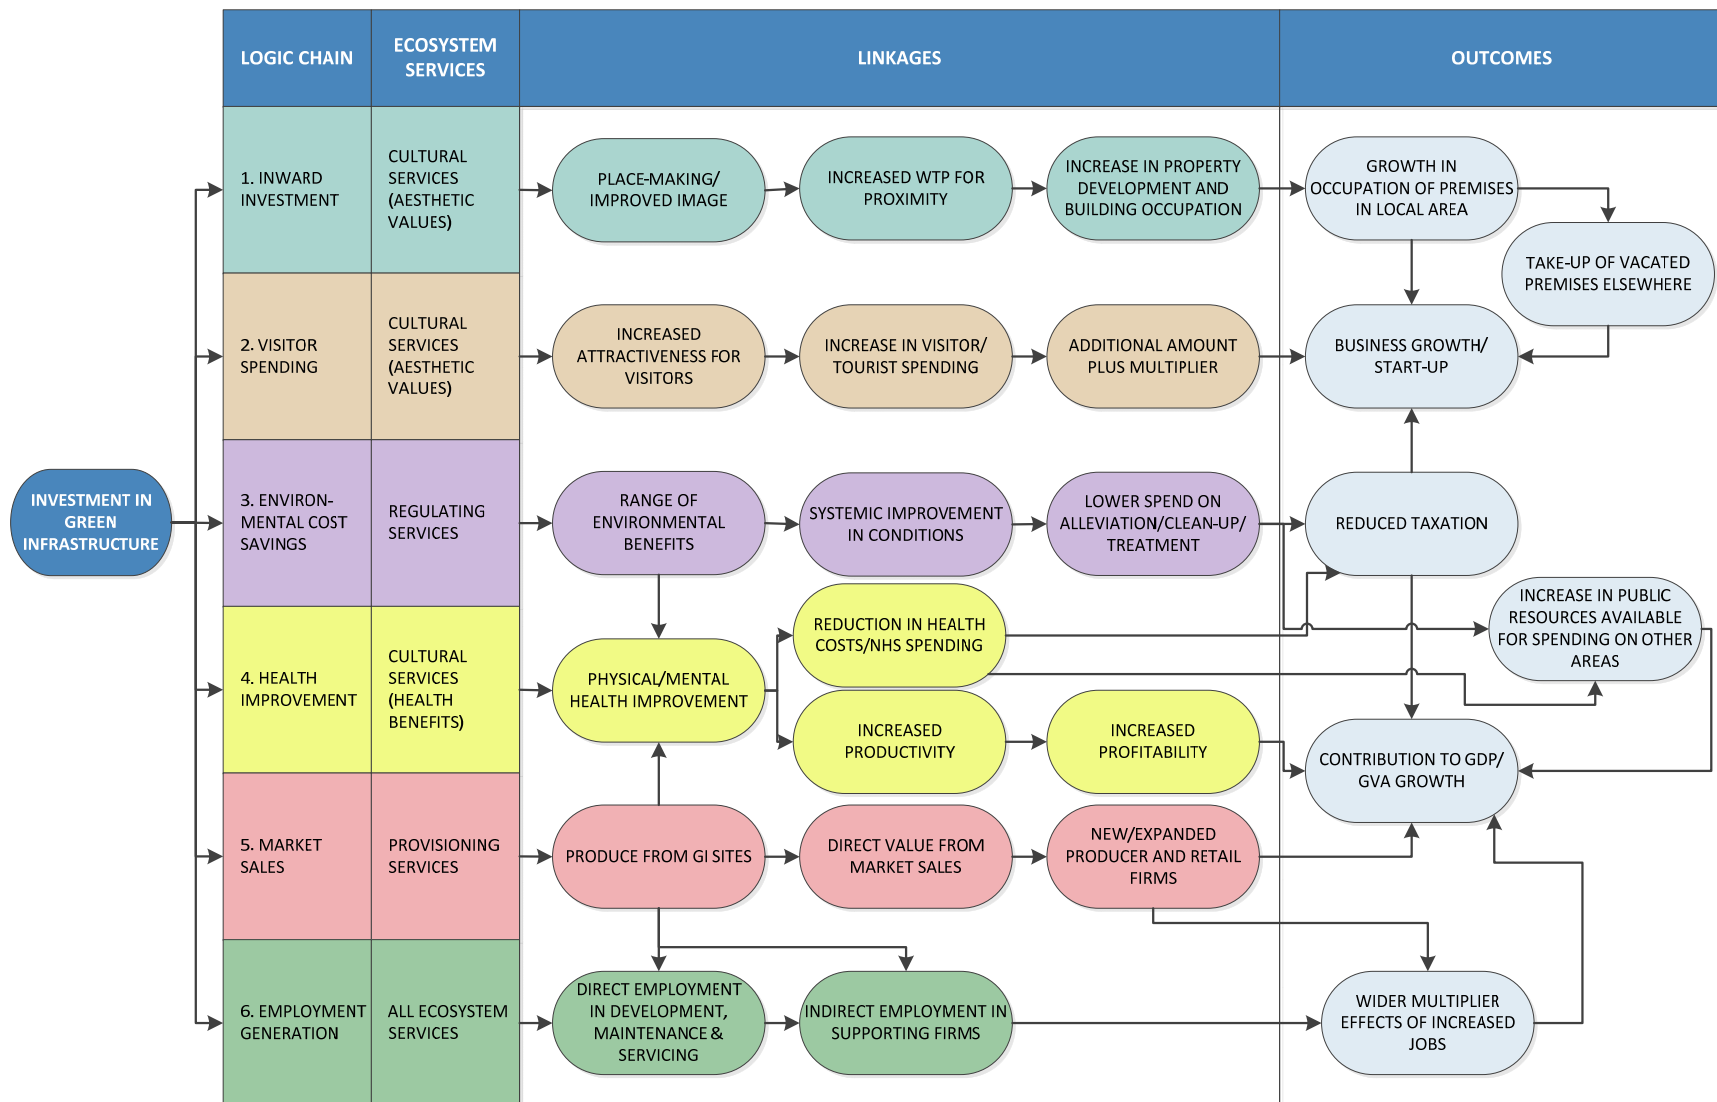 LOGIC CHAIN
ECOSYSTEM
SERVICES
LINKAGES
OUTCOMES
INVESTMENT IN
GREEN
INFRASTRUCTURE
1. INWARD
INVESTMENT
CULTURAL
SERVICES
(AESTHETIC
VALUES)
PLACE-MAKING/
IMPROVED IMAGE
INCREASED WTP FOR
PROXIMITY
INCREASE IN PROPERTY
DEVELOPMENT AND
BUILDING OCCUPATION
GROWTH IN
OCCUPATION OF PREMISES
IN LOCAL AREA
TAKE-UP OF VACATED
PREMISES ELSEWHERE
2. VISITOR
SPENDING
CULTURAL
SERVICES
(AESTHETIC
VALUES)
INCREASED
ATTRACTIVENESS FOR
VISITORS
INCREASE IN VISITOR/
TOURIST SPENDING
ADDITIONAL AMOUNT
PLUS MULTIPLIER
BUSINESS GROWTH/
START-UP
3. ENVIRON-
MENTAL COST
SAVINGS
REGULATING
SERVICES
RANGE OF
ENVIRONMENTAL
BENEFITS
SYSTEMIC IMPROVEMENT
IN CONDITIONS
LOWER SPEND ON
ALLEVIATION/CLEAN-UP/
TREATMENT
REDUCED TAXATION
INCREASE IN PUBLIC
RESOURCES AVAILABLE
FOR SPENDING ON OTHER
AREAS
4. HEALTH
IMPROVEMENT
CULTURAL
SERVICES
(HEALTH
BENEFITS)
PHYSICAL/MENTAL
HEALTH IMPROVEMENT
REDUCTION IN HEALTH
COSTS/NHS SPENDING
INCREASED
PRODUCTIVITY
INCREASED
PROFITABILITY
CONTRIBUTION TO GDP/
GVA GROWTH
5. MARKET
SALES
PROVISIONING
SERVICES
PRODUCE FROM GI SITES
DIRECT VALUE FROM
MARKET SALES
NEW/EXPANDED
PRODUCER AND RETAIL
FIRMS
6. EMPLOYMENT
GENERATION
ALL ECOSYSTEM
SERVICES
DIRECT EMPLOYMENT
IN DEVELOPMENT,
MAINTENANCE &
SERVICING
INDIRECT EMPLOYMENT IN
SUPPORTING FIRMS
WIDER MULTIPLIER
EFFECTS OF INCREASED
JOBS